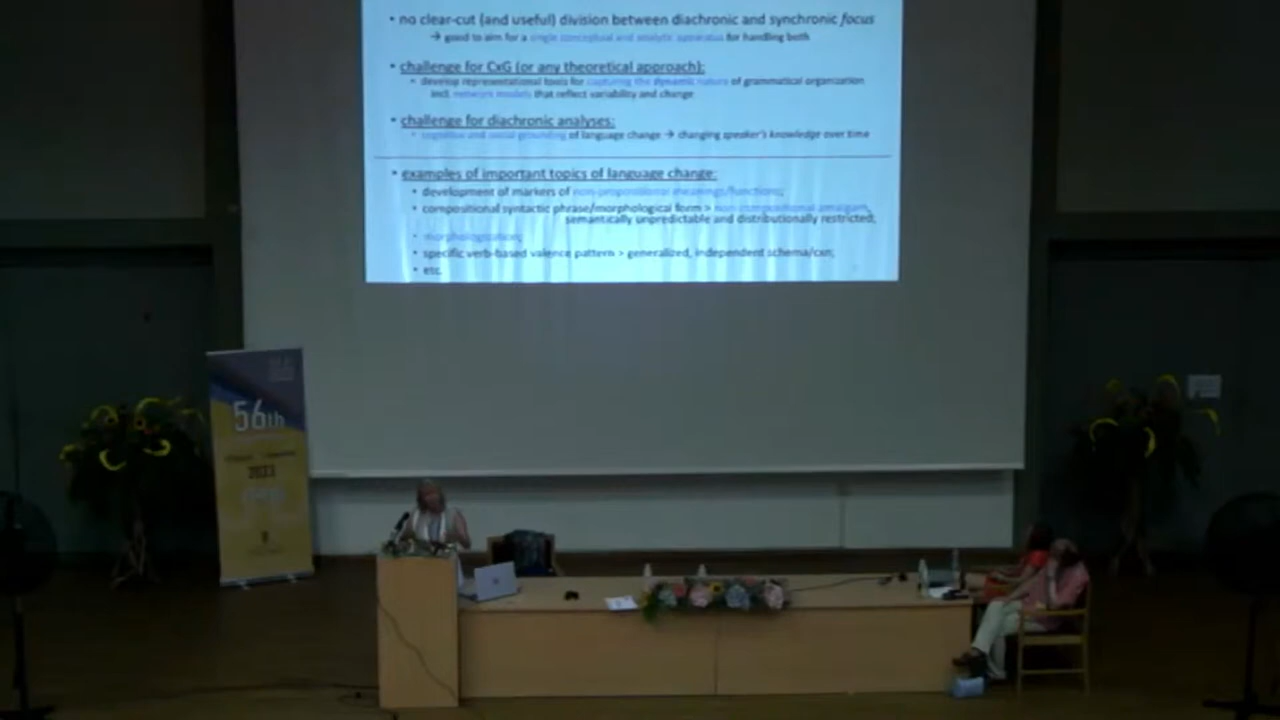 • no clear-cut (and useful) division between diachronic and synchronic focus
→ good to aim for a single conceptual and analytic apparatus for handling both
• challenge for CxG (or any theoretical approach):
• develop representational tools for capturing the dynamic nature of grammatical organization
incl. network models that reflect variability and change
• challenge for diachronic analyses:
• cognitive and social grounding of language change → changing speaker's knowledge over time
• examples of important topics of language change:
• development of markers of non-propositional meanings/functions;
• compositional syntactic phrase/morphological form > non-compositional amalgam,
semantically unpredictable and distributionally restricted;
• morphologization;
• specific verb-based valence pattern > generalized, independent schema/cxn;
• etc.
56th
2023